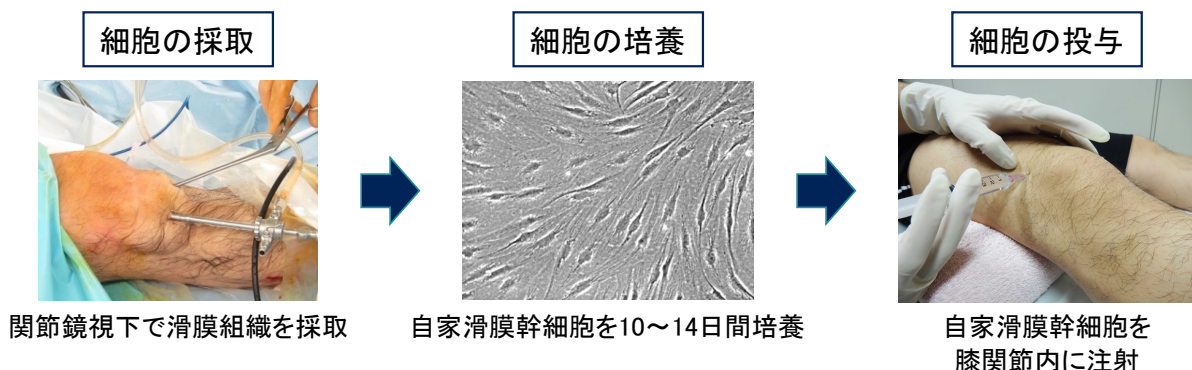 細胞の採取
細胞の培養
細胞の投与
関節鏡視下で滑膜組織を採取
自家滑膜幹細胞を10～14日間培養
自家滑膜幹細胞を
膝関節内に注射